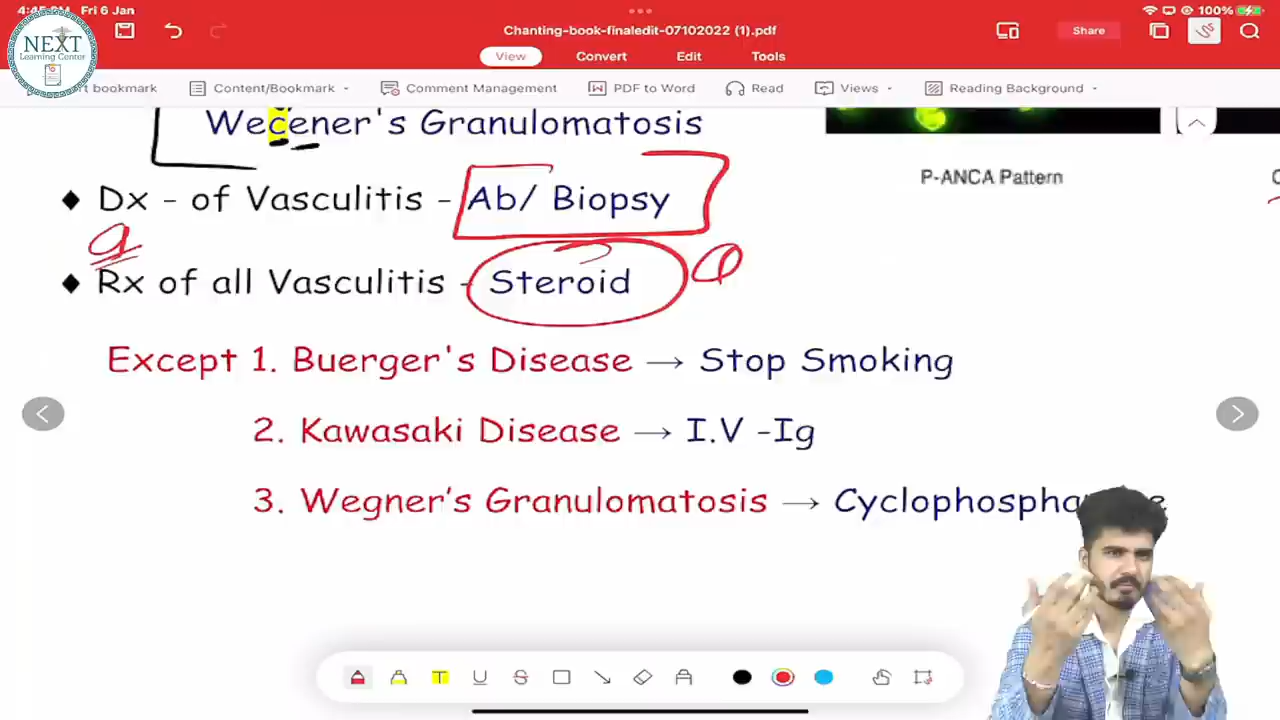 4:45 PM Fri 6 Jan
100%
NEXT
Learning Center
Chanting-book-finaledit-07102022 (1).pdf
Share
View Convert Edit Tools
bookmark Content/Bookmark Comment Management PDF to Word Read Views Reading Background
Wecener's Granulomatosis
P-ANCA Pattern
◆ Dx - of Vasculitis - Ab/ Biopsy
◆ Rx of all Vasculitis - Steroid
Except 1. Buerger's Disease → Stop Smoking
2. Kawasaki Disease → I.V -Ig
3. Wegner's Granulomatosis →